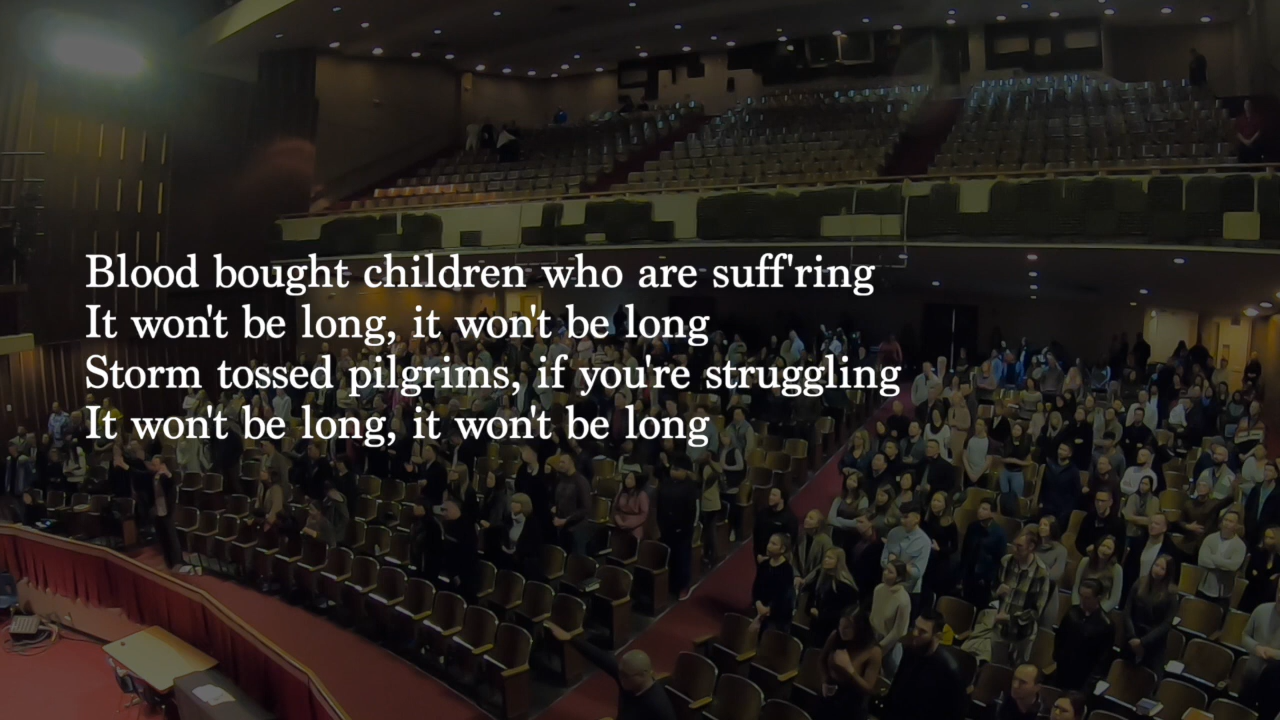 Blood bought children who are suff'ring
It won't be long, it won't be long
Storm tossed pilgrims, if you're struggling
It won't be long, it won't be long